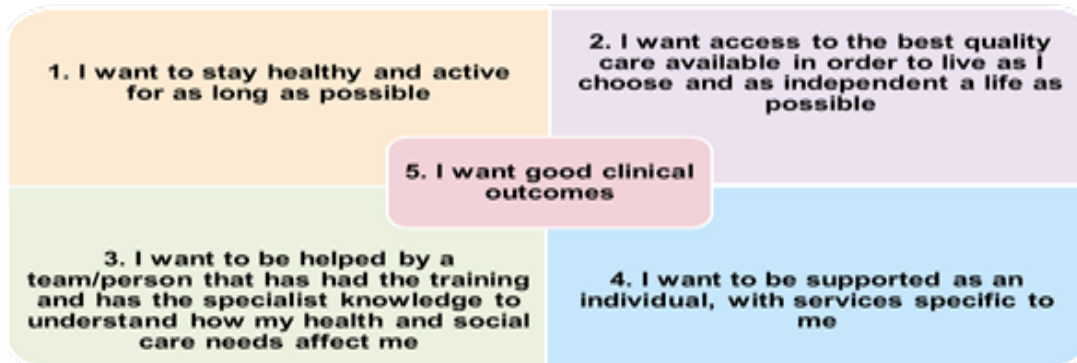 1. I want to stay healthy and active
for as long as possible
2. I want access to the best quality
care available in order to live as I
choose and as independent a life as
possible
3. I want to be helped by a
team/person that has had the training
and has the specialist knowledge to
understand how my health and social
care needs affect me
4. I want to be supported as an
individual, with services specific to
me
5. I want good clinical
outcomes